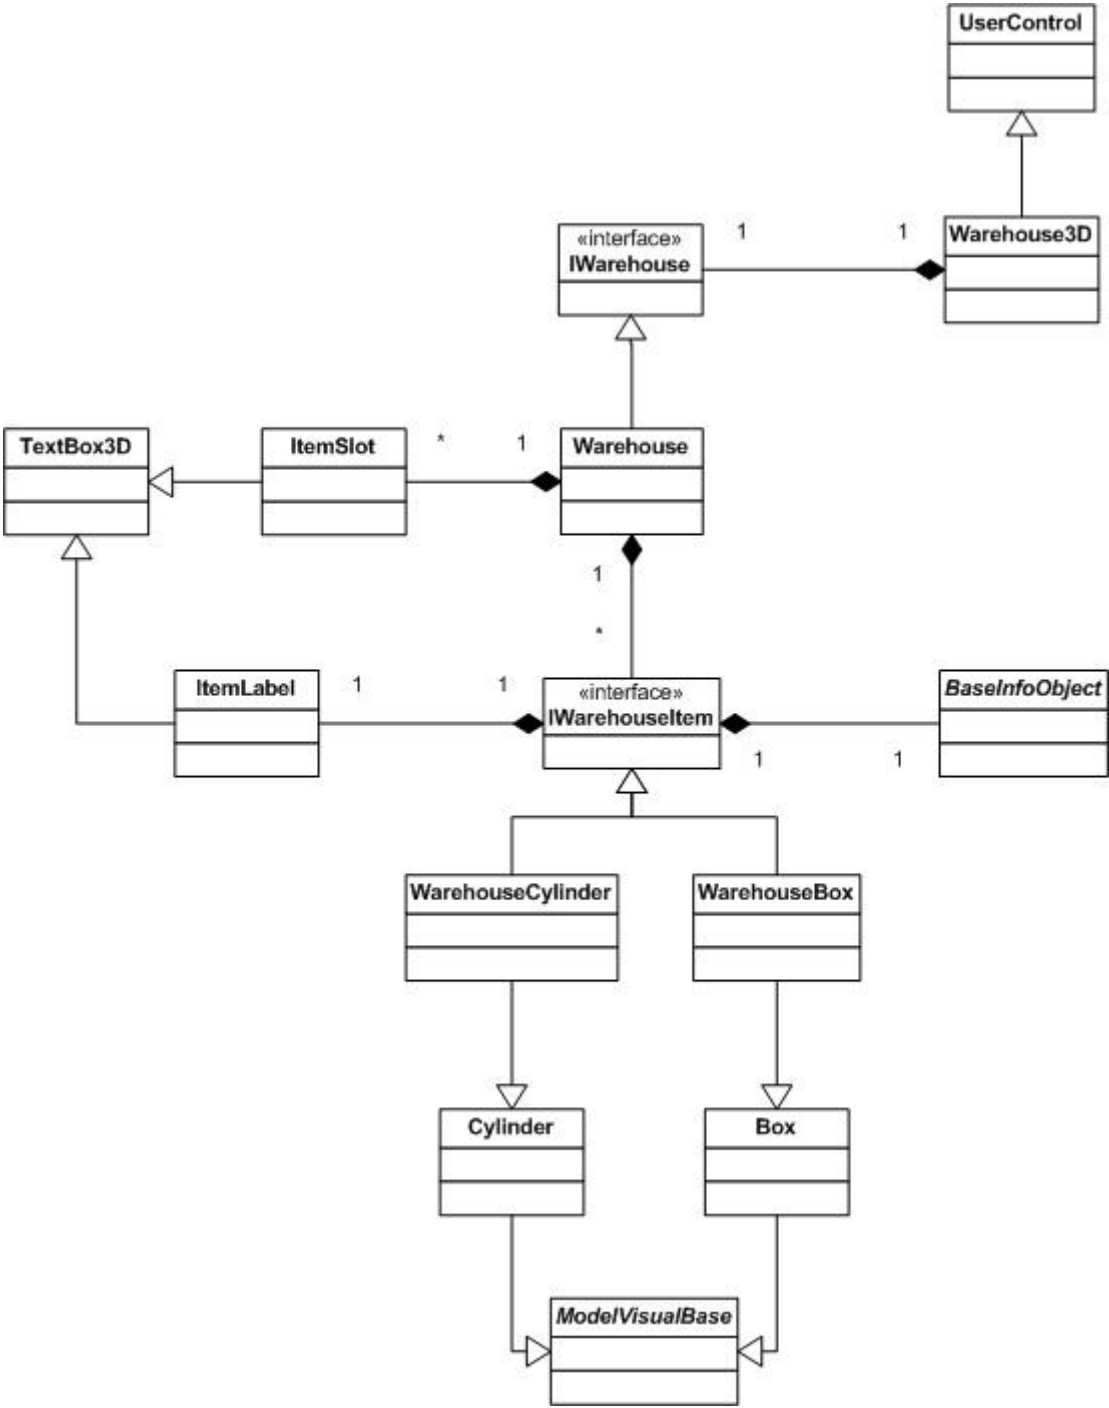 UserControl
«interface»
IWarehouse
1
1
Warehouse3D
TextBox3D
ItemSlot
*
1
Warehouse
1
*
ItemLabel
1
1
«interface»
IWarehouseItem
BaseInfoObject
1
1
WarehouseCylinder
WarehouseBox
Cylinder
Box
ModelVisualBase